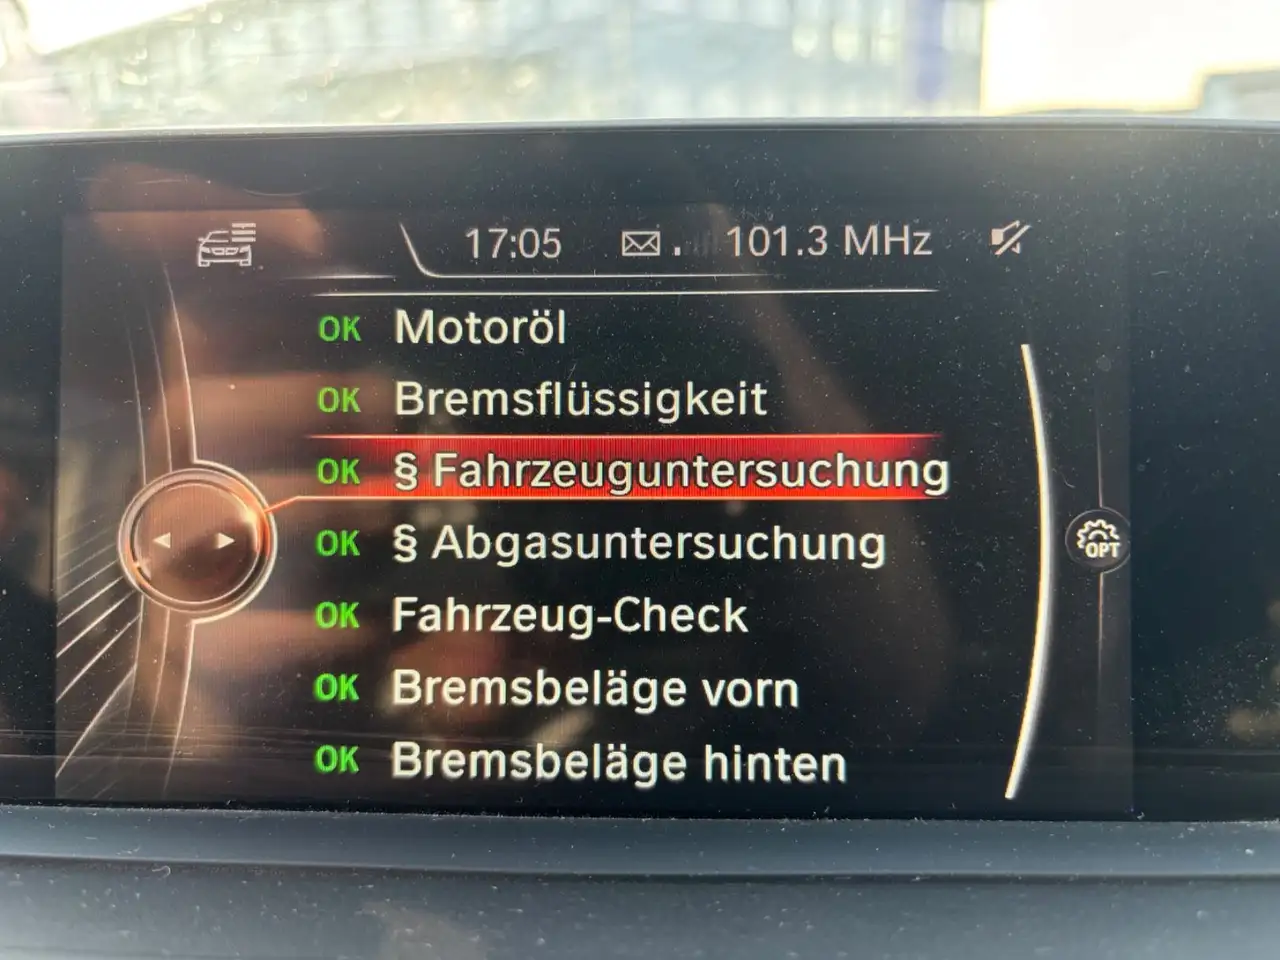 17:05 . 101.3 MHz
OK Motoröl
OK Bremsflüssigkeit
OK § Fahrzeuguntersuchung
OK § Abgasuntersuchung
OPT
OK Fahrzeug-Check
OK Bremsbeläge vorn
OK Bremsbeläge hinten